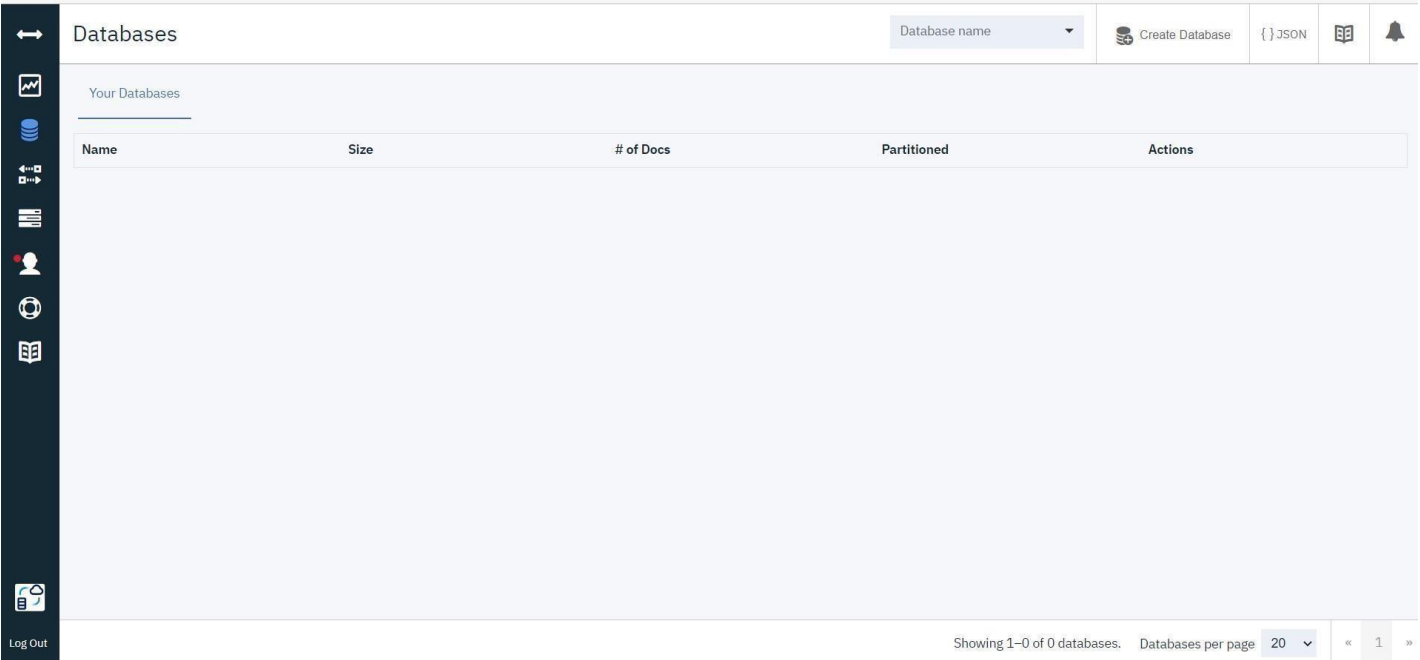 Databases
Database name
Create Database
{ } JSON
Your Databases
Name Size # of Docs Partitioned Actions
Log Out
Showing 1–0 of 0 databases. Databases per page 20 « 1 »